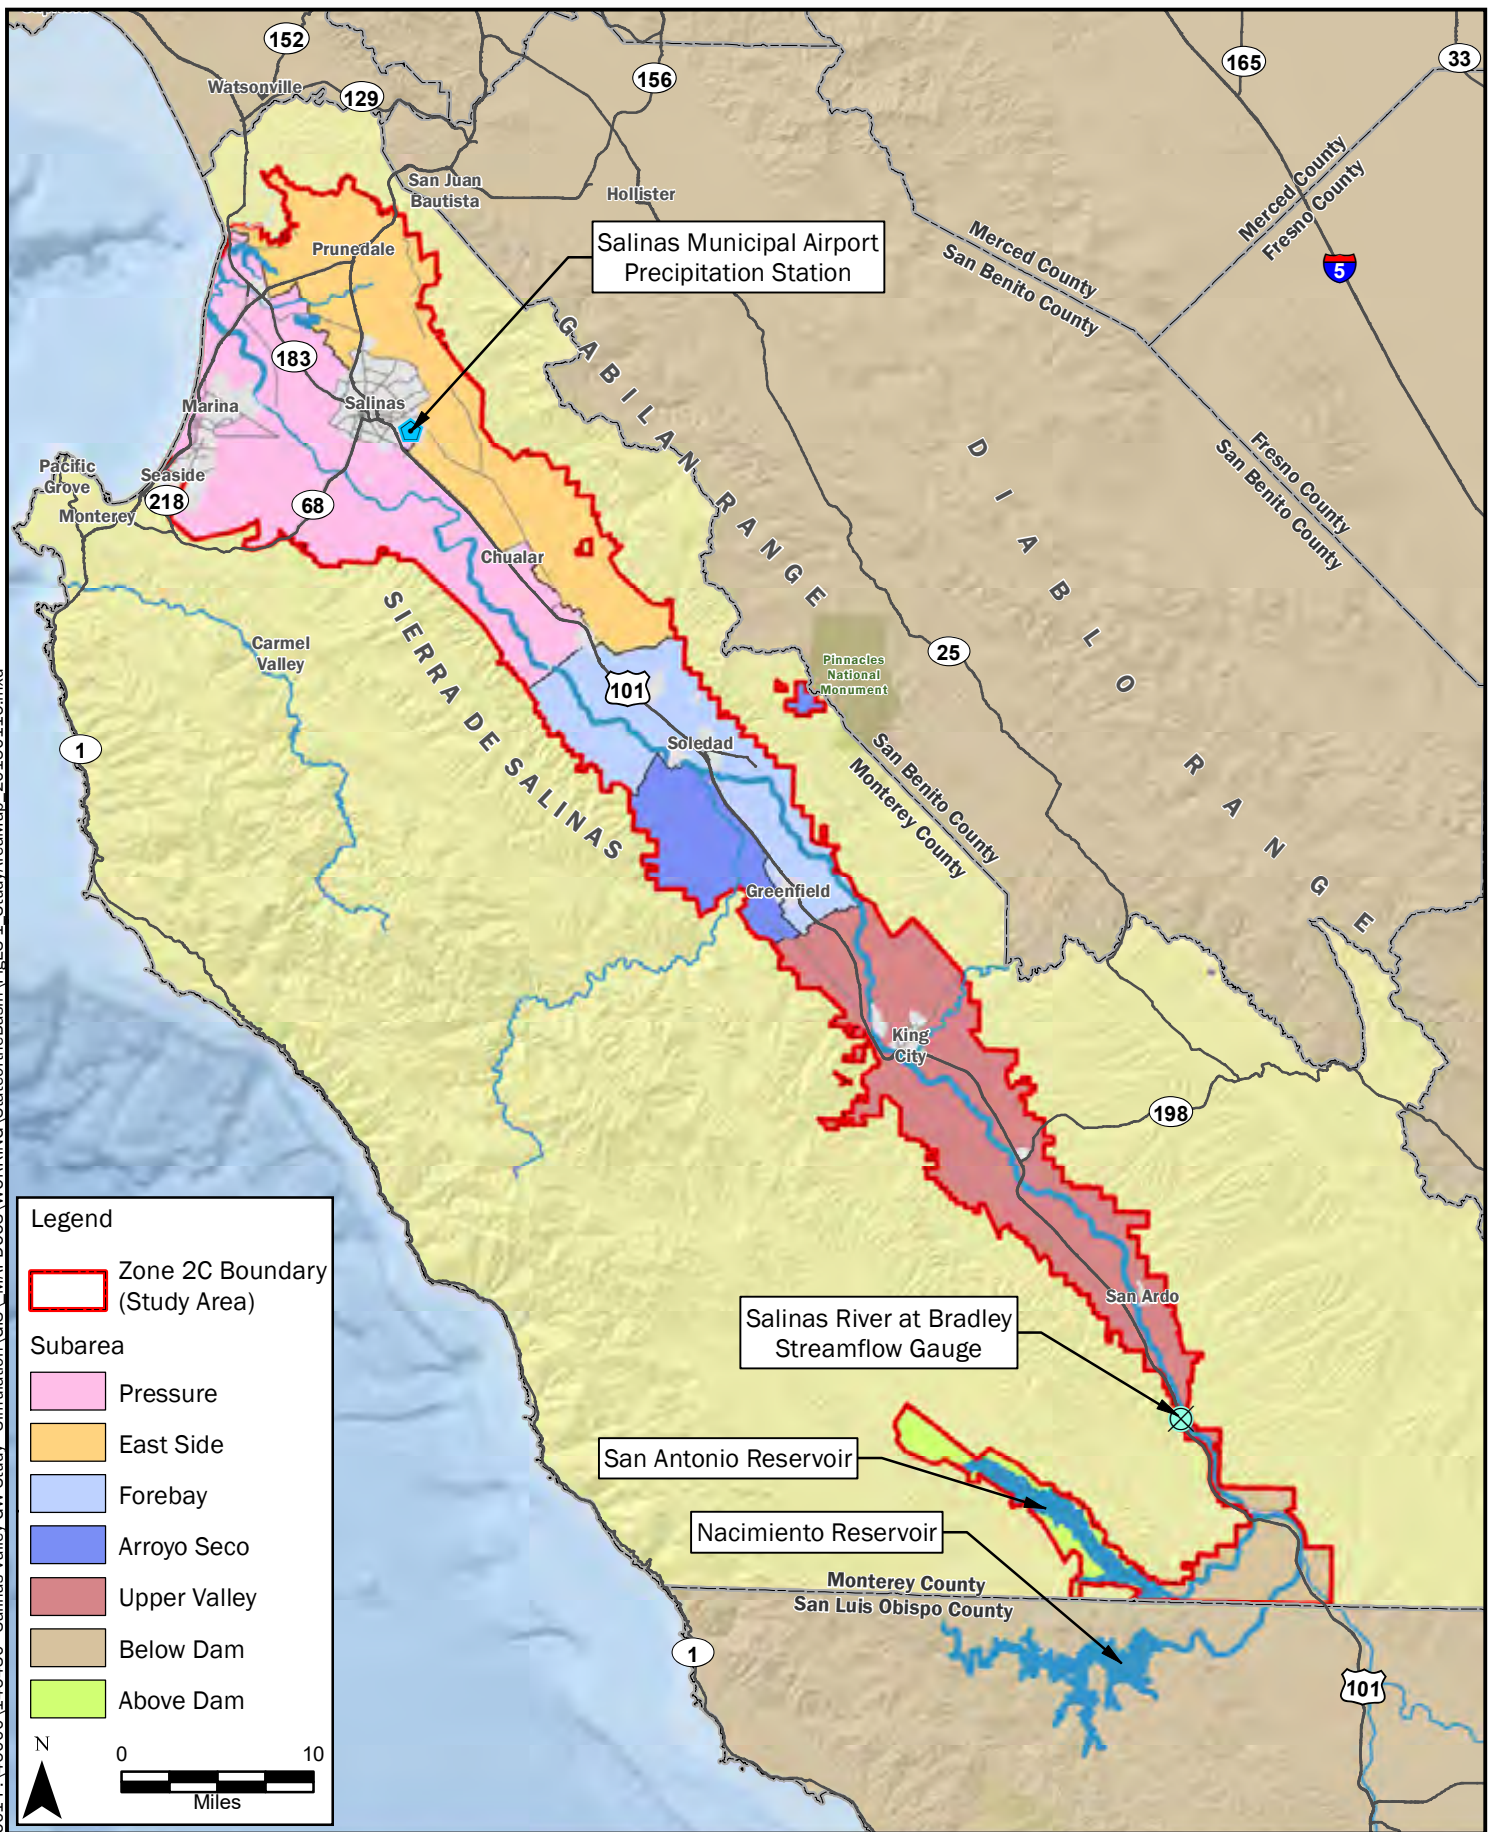 152
Watsonville
129
156
165
33
San Juan
Bautista
Hollister
Merced County
Fresno County
Salinas Municipal Airport
Precipitation Station
Prunedale
Merced County
San Benito County
5
GABILAN RANGE
183
Marina
Salinas
DIABLO RANGE
Fresno County
San Benito County
Pacific
Grove
Seaside
218
68
Monterey
Chualar
SIERRA DE SALINAS
Carmel
Valley
25
Pinnacles
National
Monument
101
1
Soledad
San Benito County
Monterey County
Greenfield
King
City
198
San Ardo
Salinas River at Bradley
Streamflow Gauge
San Antonio Reservoir
Nacimiento Reservoir
Monterey County
San Luis Obispo County
1
101
Legend
Zone 2C Boundary
(Study Area)
Subarea
Pressure
East Side
Forebay
Arroyo Seco
Upper Valley
Below Dam
Above Dam
N
0 10
Miles